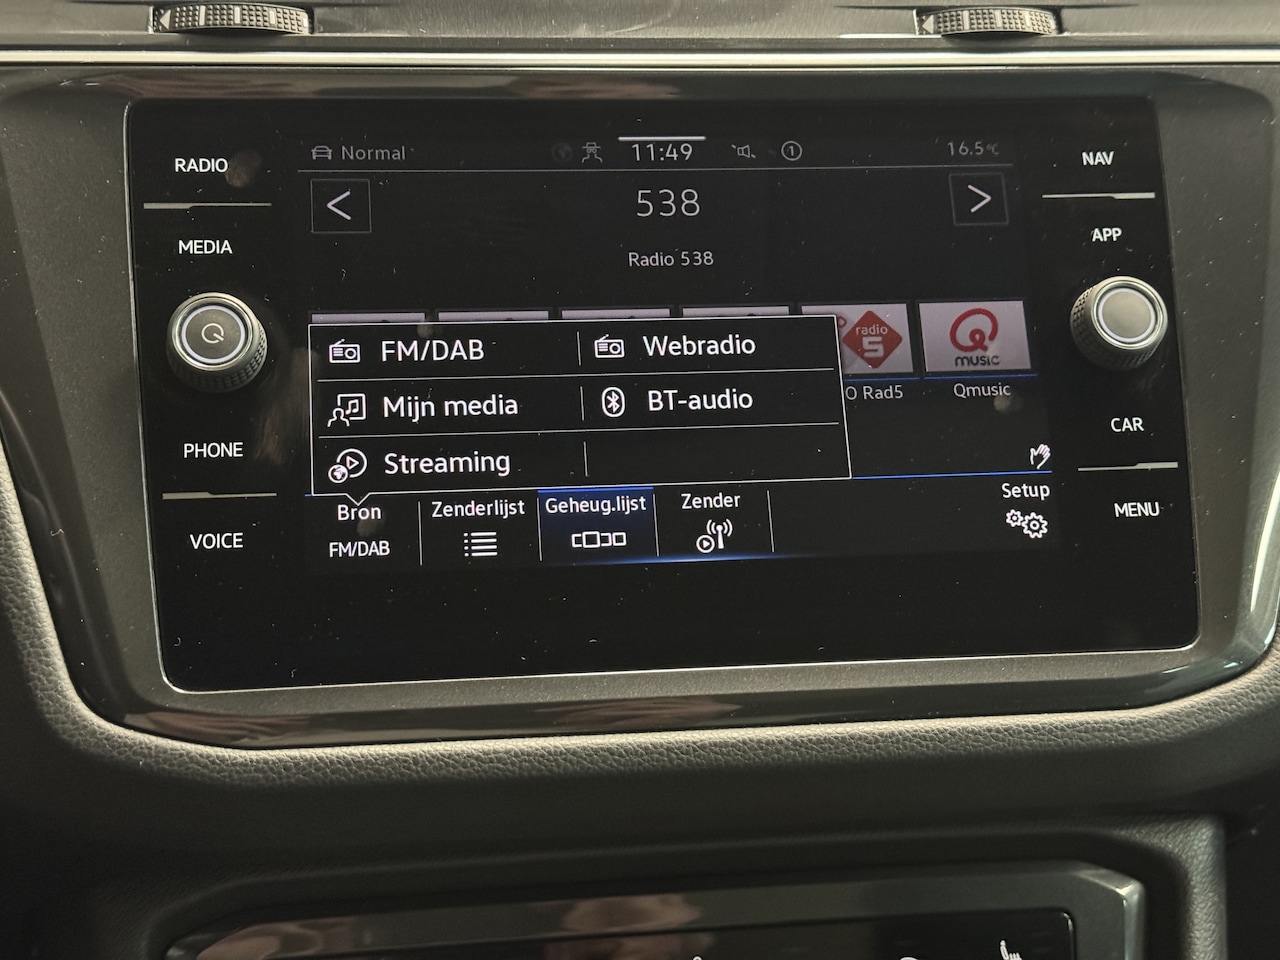 RADIO
MEDIA
PHONE
VOICE
Normal
11:49
1
16.5°C
538
Radio 538
radio
5
O Rad5
music
Qmusic
FM/DAB
Webradio
Mijn media
BT-audio
Streaming
Bron
FM/DAB
Zenderlijst
Geheug.lijst
Zender
Setup
NAV
APP
CAR
MENU